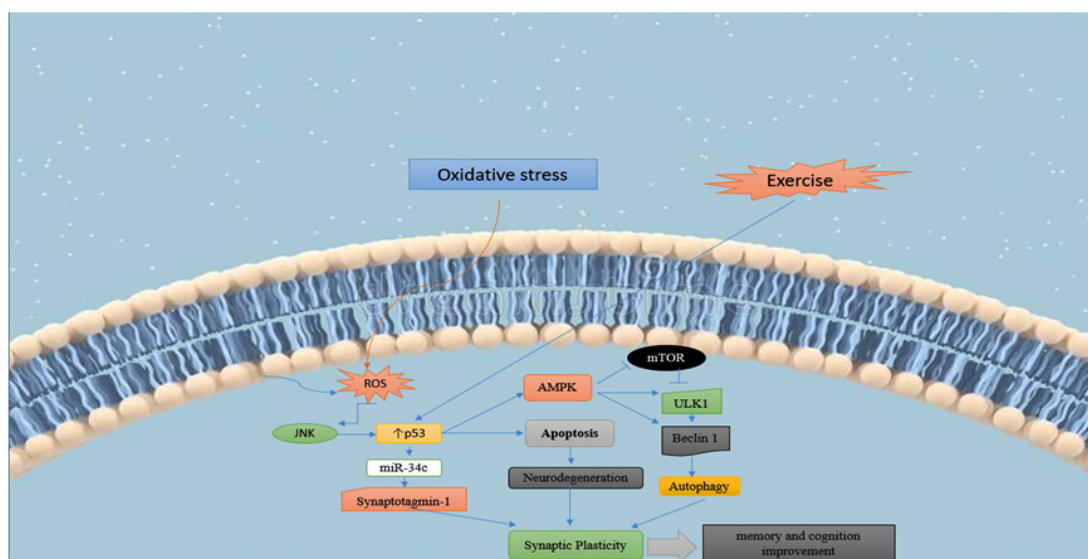 Oxidative stress
Exercise
mTOR
ROS
AMPK
ULK1
JNK
↑p53
Apoptosis
Beclin 1
miR-34c
Neurodegeneration
Autophagy
Synaptotagmin-1
Synaptic Plasticity
memory and cognition
improvement